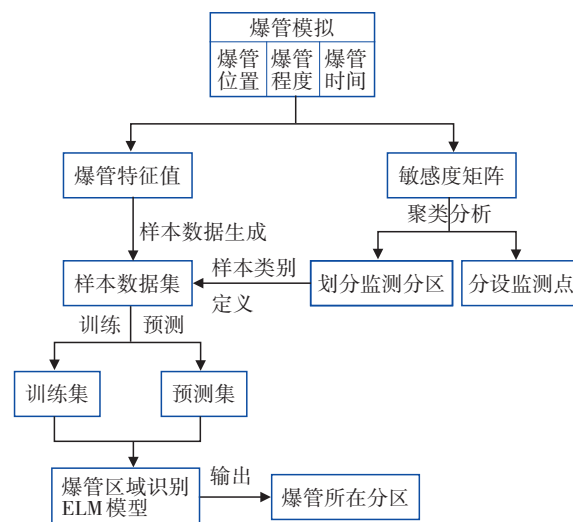 爆管模拟
爆管 爆管 爆管
位置 程度 时间
爆管特征值
敏感度矩阵
聚类分析
样本数据生成
样本数据集
样本类别
定义
划分监测分区
分设监测点
训练 预测
训练集
预测集
爆管区域识别
ELM模型
输出
爆管所在分区